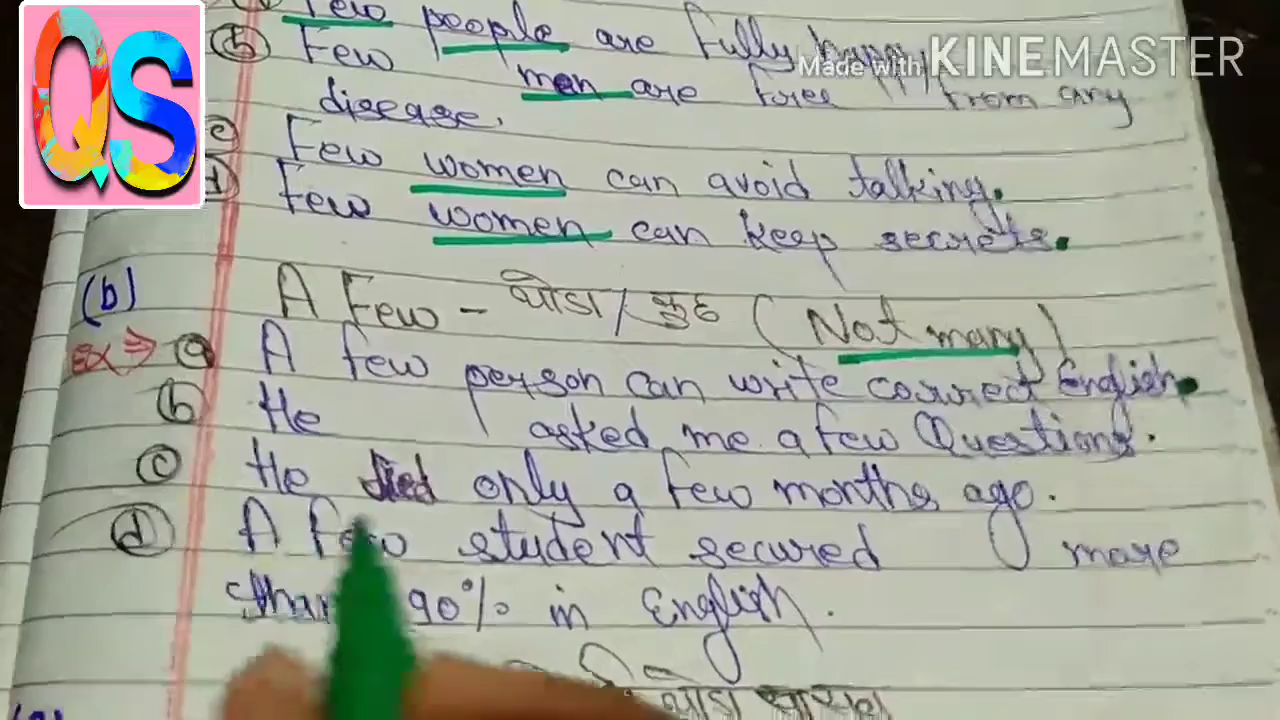 QS
Made with KINEMASTER
Few people are fully happy
(b) Few men are free from any
disease.
(c) Few women can avoid talking.
(d) Few women can keep secrets.
(b) A Few - थोडा / कुछ (Not many)
Ex ⇒ (a) A few person can write correct English.
(b) He asked me a few Questions.
(c) He died only a few months ago.
(d) A few student secured more
than 90% in English.
थोडा